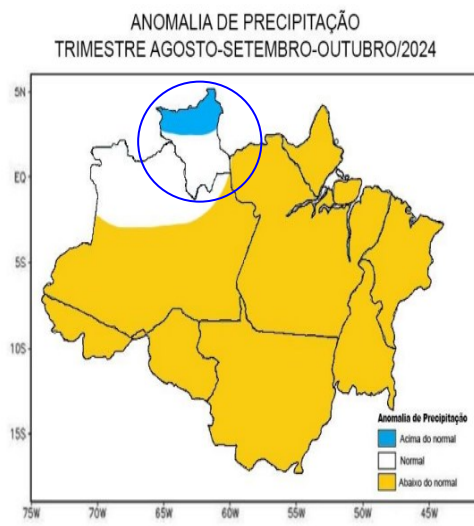 ANOMALIA DE PRECIPITAÇÃO
TRIMESTRE AGOSTO-SETEMBRO-OUTUBRO/2024
5N
EQ
5S
10S
15S
75W 70W 65W 60W 55W 50W 45W
Anomalia de Precipitação
Acima do normal
Normal
Abaixo do normal